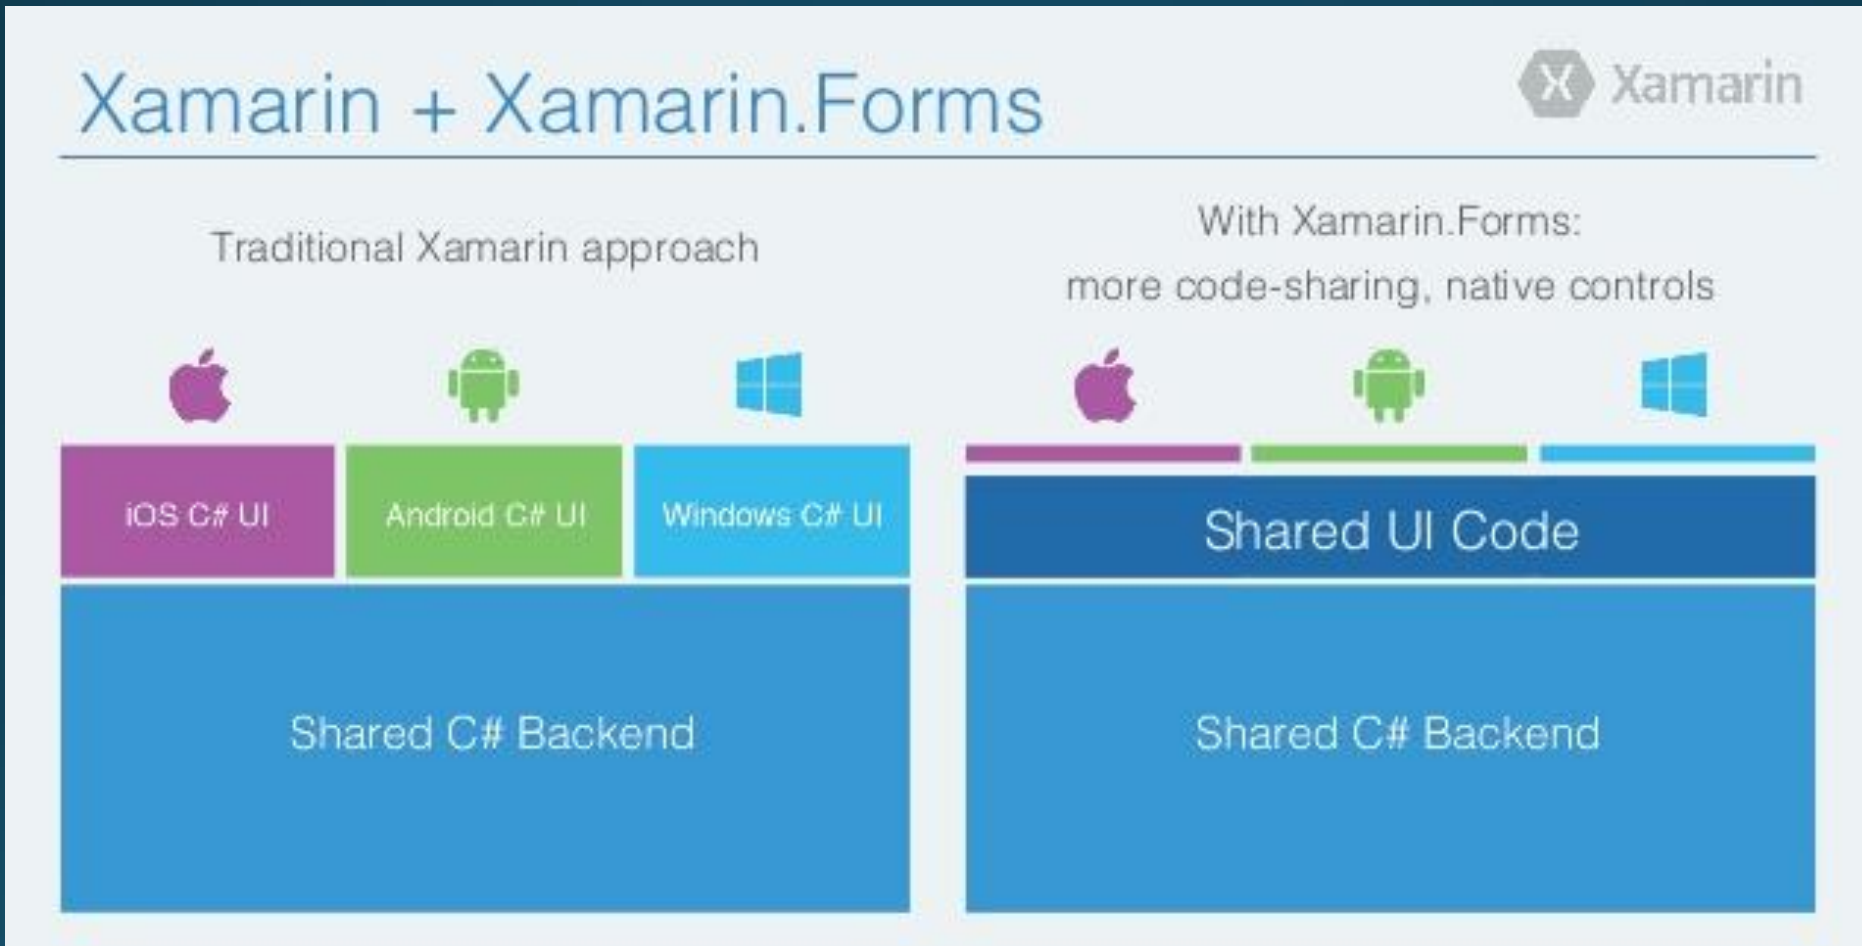 Xamarin + Xamarin.Forms
X Xamarin
Traditional Xamarin approach
iOS C# UI
Android C# UI
Windows C# UI
Shared C# Backend
With Xamarin.Forms:
more code-sharing, native controls
Shared UI Code
Shared C# Backend